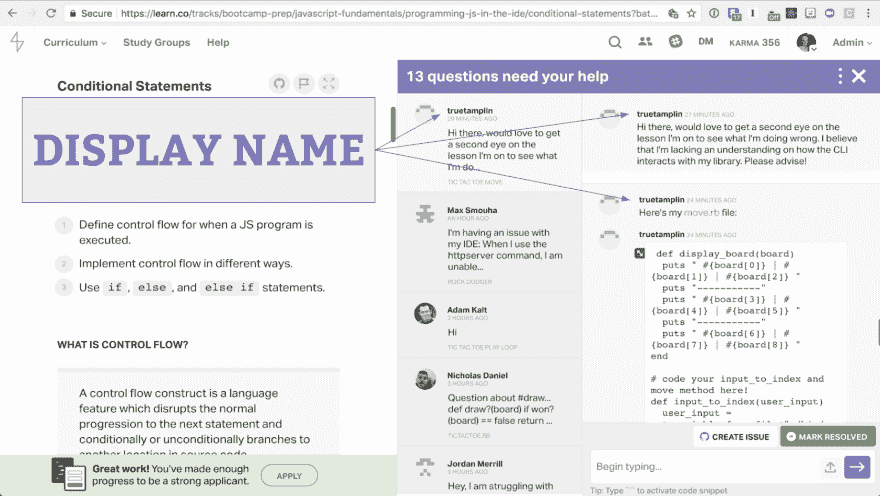 Secure https://learn.co/tracks/bootcamp-prep/javascript-fundamentals/programming-js-in-the-ide/conditional-statements?bat...
17
Off
Curriculum Study Groups Help
DM KARMA 356 Admin
Conditional Statements
13 questions need your help
DISPLAY NAME
1 Define control flow for when a JS program is
executed.
2 Implement control flow in different ways.
3 Use if, else, and else if statements.
WHAT IS CONTROL FLOW?
A control flow construct is a language
feature which disrupts the normal
progression to the next statement and
conditionally or unconditionally branches to
another location in source code
Great work! You've made enough
progress to be a strong applicant.
APPLY
truetamplin
29 MINUTES AGO
Hi there, would love to get
a second eye on the
lesson I'm on to see what
I'm do...
TIC TAC TOE MOVE
Max Smouha
AN HOUR AGO
I'm having an issue with
my IDE: When I use the
httpserver command, I am
unable...
ROCK DODGER
Adam Kalt
2 HOURS AGO
Hi
TIC TAC TOE PLAY LOOP
Nicholas Daniel
3 HOURS AGO
Question about #draw...
def draw?(board) if won?
(board) == false return ...
TICTACTOE.RB
Jordan Merrill
5 HOURS AGO
Hey, I am struggling with
truetamplin 27 MINUTES AGO
Hi there, would love to get a second eye on the
lesson I'm on to see what I'm doing wrong. I believe
that I'm lacking an understanding on how the CLI
interacts with my library. Please advise!
truetamplin 24 MINUTES AGO
Here's my move.rb file:
truetamplin 24 MINUTES AGO
def display_board(board)
puts " #{board[0]} | #
{board[1]} | #{board[2]} "
puts "-----------"
puts " #{board[3]} | #
{board[4]} | #{board[5]} "
puts "-----------"
puts " #{board[6]} | #
{board[7]} | #{board[8]} "
end
# code your input_to_index and
move method here!
def input_to_index(user_input)
user_input =
CREATE ISSUE MARK RESOLVED
Begin typing...
Tip: Type ``` to activate code snippet